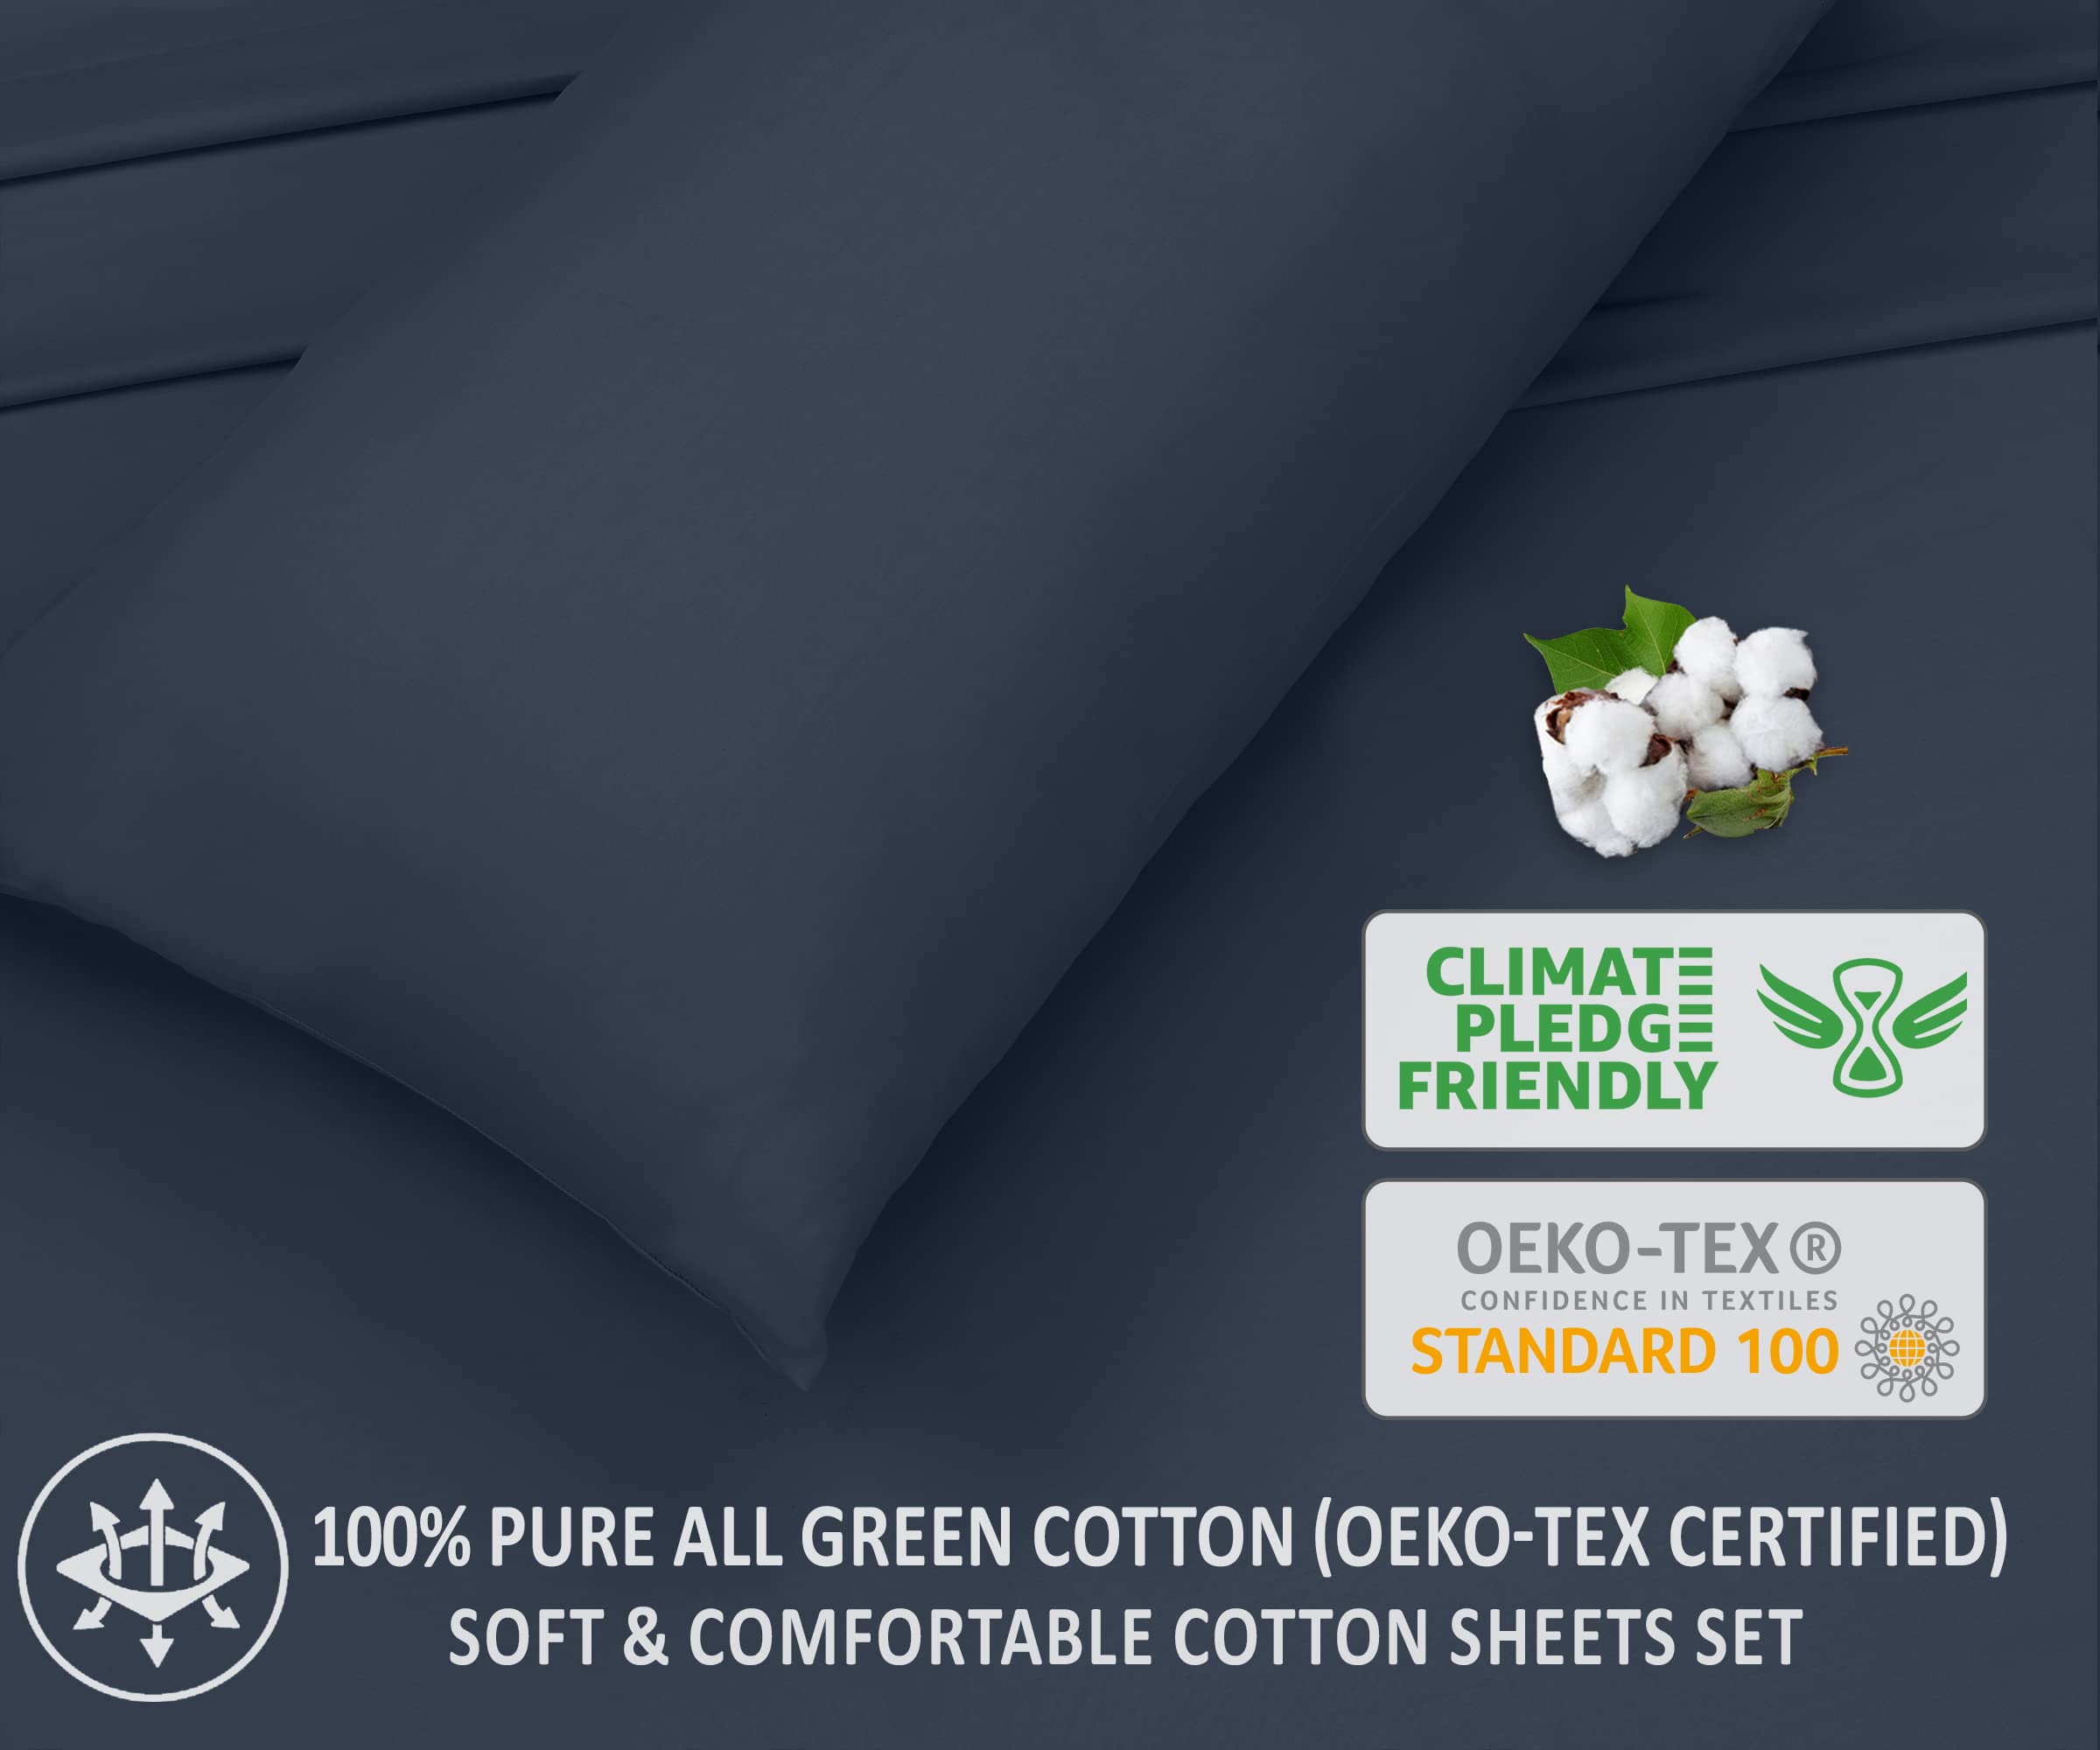 CLIMATE
PLEDGE
FRIENDLY
OEKO-TEX®
CONFIDENCE IN TEXTILES
STANDARD 100
100% PURE ALL GREEN COTTON (OEKO-TEX CERTIFIED)
SOFT & COMFORTABLE COTTON SHEETS SET